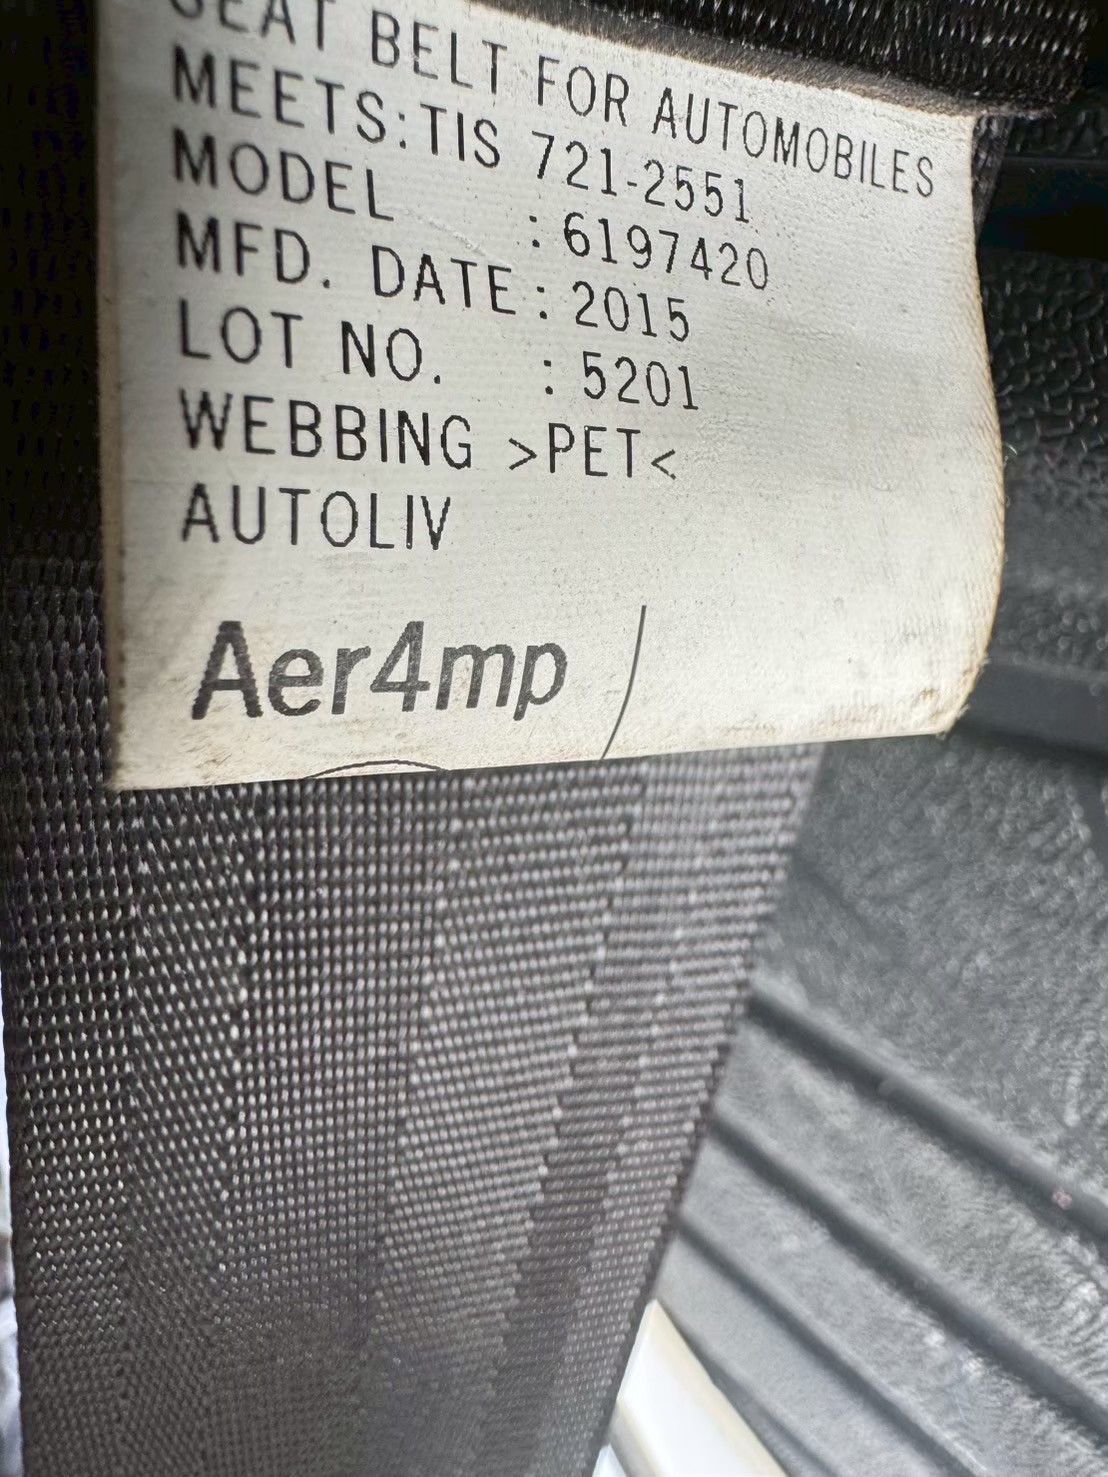 SEAT BELT FOR AUTOMOBILES
MEETS:TIS 721-2551
MODEL : 6197420
MFD. DATE : 2015
LOT NO. : 5201
WEBBING >PET<
AUTOLIV
Aer4mp